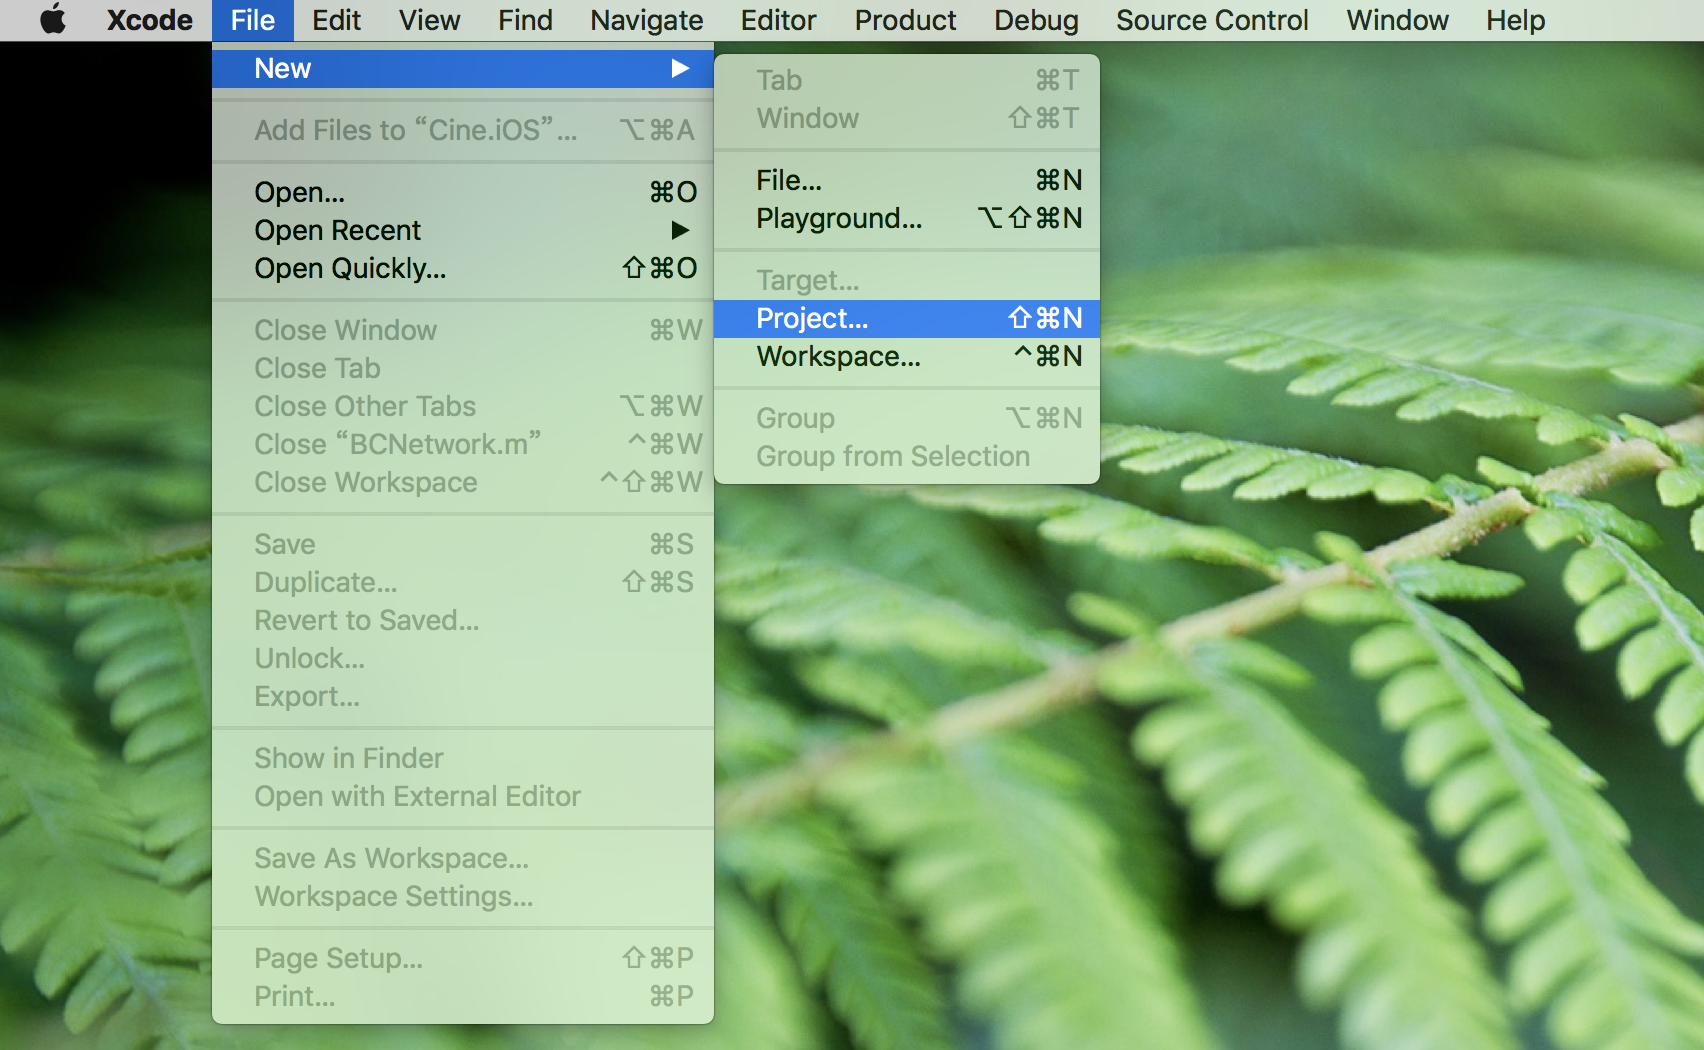 Xcode File Edit View Find Navigate Editor Product Debug Source Control Window Help
New ▶
Add Files to “Cine.iOS”... ⌥⌘A
Open... ⌘O
Open Recent ▶
Open Quickly... ⇧⌘O
Close Window ⌘W
Close Tab
Close Other Tabs ⌥⌘W
Close “BCNetwork.m” ^⌘W
Close Workspace ^⇧⌘W
Save ⌘S
Duplicate... ⇧⌘S
Revert to Saved...
Unlock...
Export...
Show in Finder
Open with External Editor
Save As Workspace...
Workspace Settings...
Page Setup... ⇧⌘P
Print... ⌘P
Tab ⌘T
Window ⇧⌘T
File... ⌘N
Playground... ⌥⇧⌘N
Target...
Project... ⇧⌘N
Workspace... ^⌘N
Group ⌥⌘N
Group from Selection